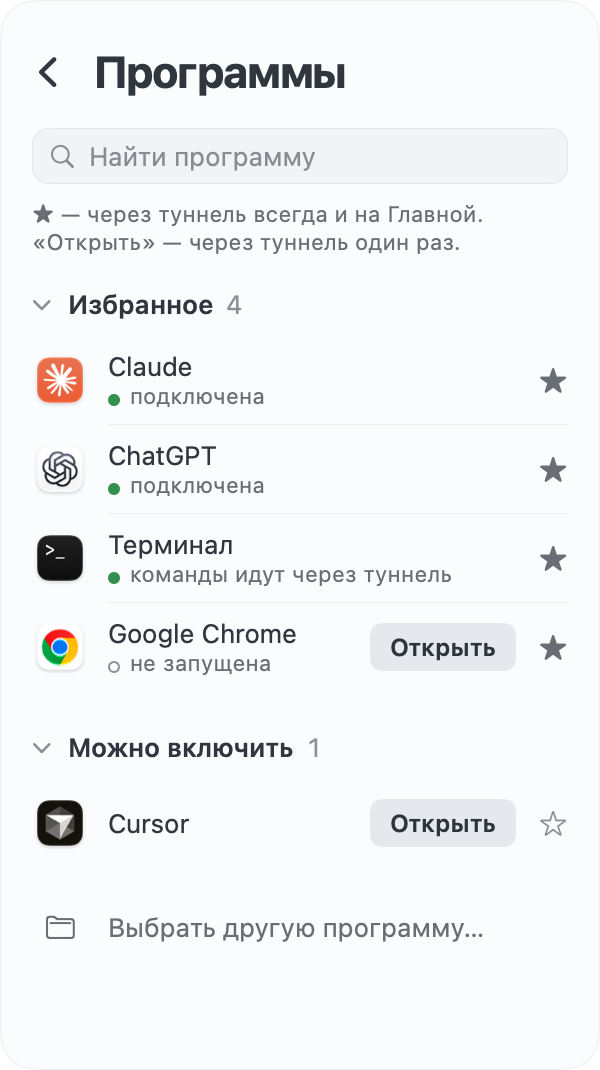 Программы
Найти программу
★ — через туннель всегда и на Главной.
«Открыть» — через туннель один раз.
Избранное 4
Claude
подключена
ChatGPT
подключена
>_
Терминал
команды идут через туннель
Google Chrome
не запущена
Открыть
Можно включить 1
Cursor
Открыть
Выбрать другую программу...